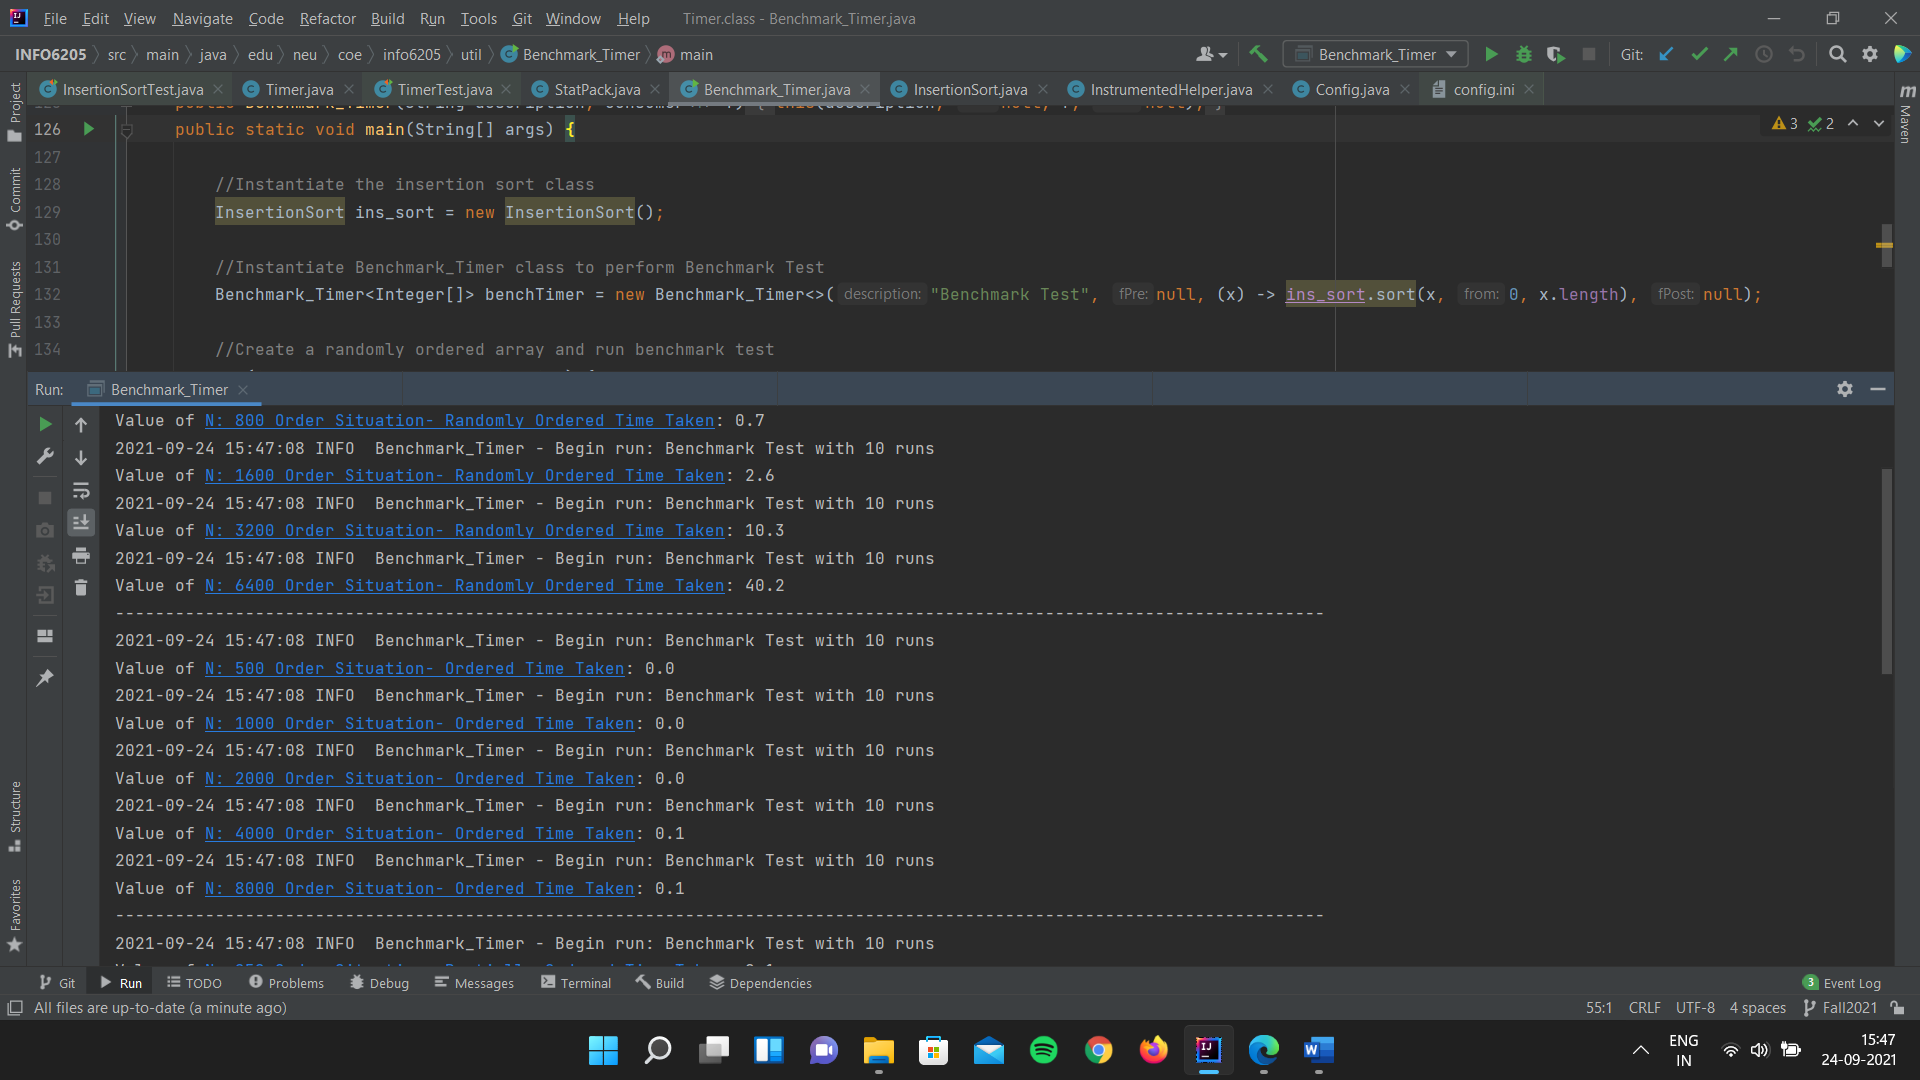 File Edit View Navigate Code Refactor Build Run Tools Git Window Help Timer.class - Benchmark_Timer.java
INFO6205 src main java edu neu coe info6205 util Benchmark_Timer main Benchmark_Timer Git:
InsertionSortTest.java Timer.java TimerTest.java StatPack.java Benchmark_Timer.java InsertionSort.java InstrumentedHelper.java Config.java config.ini
126 public static void main(String[] args) { 3 2
127
128 //Instantiate the insertion sort class
129 InsertionSort ins_sort = new InsertionSort();
130
131 //Instantiate Benchmark_Timer class to perform Benchmark Test
132 Benchmark_Timer<Integer[]> benchTimer = new Benchmark_Timer<>( description: "Benchmark Test", fPre: null, (x) -> ins_sort.sort(x, from: 0, x.length), fPost: null);
133
134 //Create a randomly ordered array and run benchmark test
Project
Commit
Pull Requests
Structure
Favorites
Maven
Run: Benchmark_Timer
Value of N: 800 Order Situation- Randomly Ordered Time Taken: 0.7
2021-09-24 15:47:08 INFO Benchmark_Timer - Begin run: Benchmark Test with 10 runs
Value of N: 1600 Order Situation- Randomly Ordered Time Taken: 2.6
2021-09-24 15:47:08 INFO Benchmark_Timer - Begin run: Benchmark Test with 10 runs
Value of N: 3200 Order Situation- Randomly Ordered Time Taken: 10.3
2021-09-24 15:47:08 INFO Benchmark_Timer - Begin run: Benchmark Test with 10 runs
Value of N: 6400 Order Situation- Randomly Ordered Time Taken: 40.2
-------------------------------------------------------------------------------------------------------------------------
2021-09-24 15:47:08 INFO Benchmark_Timer - Begin run: Benchmark Test with 10 runs
Value of N: 500 Order Situation- Ordered Time Taken: 0.0
2021-09-24 15:47:08 INFO Benchmark_Timer - Begin run: Benchmark Test with 10 runs
Value of N: 1000 Order Situation- Ordered Time Taken: 0.0
2021-09-24 15:47:08 INFO Benchmark_Timer - Begin run: Benchmark Test with 10 runs
Value of N: 2000 Order Situation- Ordered Time Taken: 0.0
2021-09-24 15:47:08 INFO Benchmark_Timer - Begin run: Benchmark Test with 10 runs
Value of N: 4000 Order Situation- Ordered Time Taken: 0.1
2021-09-24 15:47:08 INFO Benchmark_Timer - Begin run: Benchmark Test with 10 runs
Value of N: 8000 Order Situation- Ordered Time Taken: 0.1
-------------------------------------------------------------------------------------------------------------------------
2021-09-24 15:47:08 INFO Benchmark_Timer - Begin run: Benchmark Test with 10 runs
Git Run TODO Problems Debug Messages Terminal Build Dependencies 3 Event Log
All files are up-to-date (a minute ago) 55:1 CRLF UTF-8 4 spaces Fall2021
ENG 15:47
IN 24-09-2021